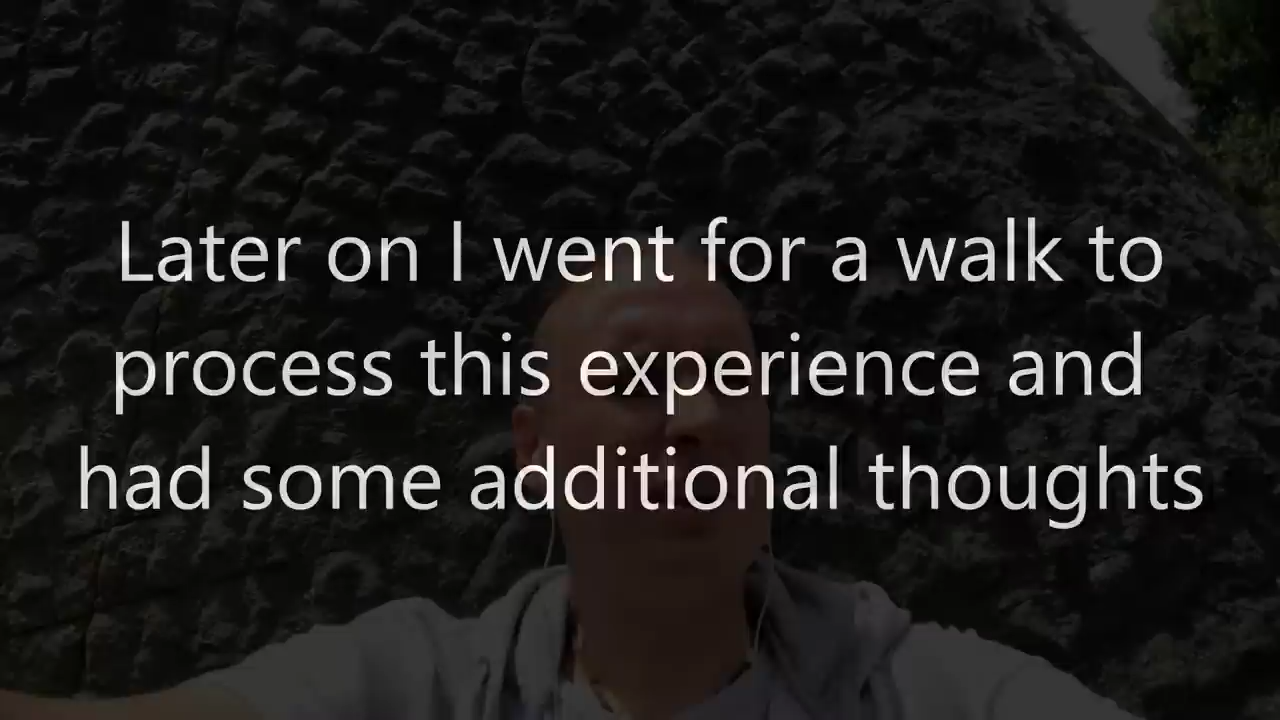 Later on I went for a walk to
process this experience and
had some additional thoughts